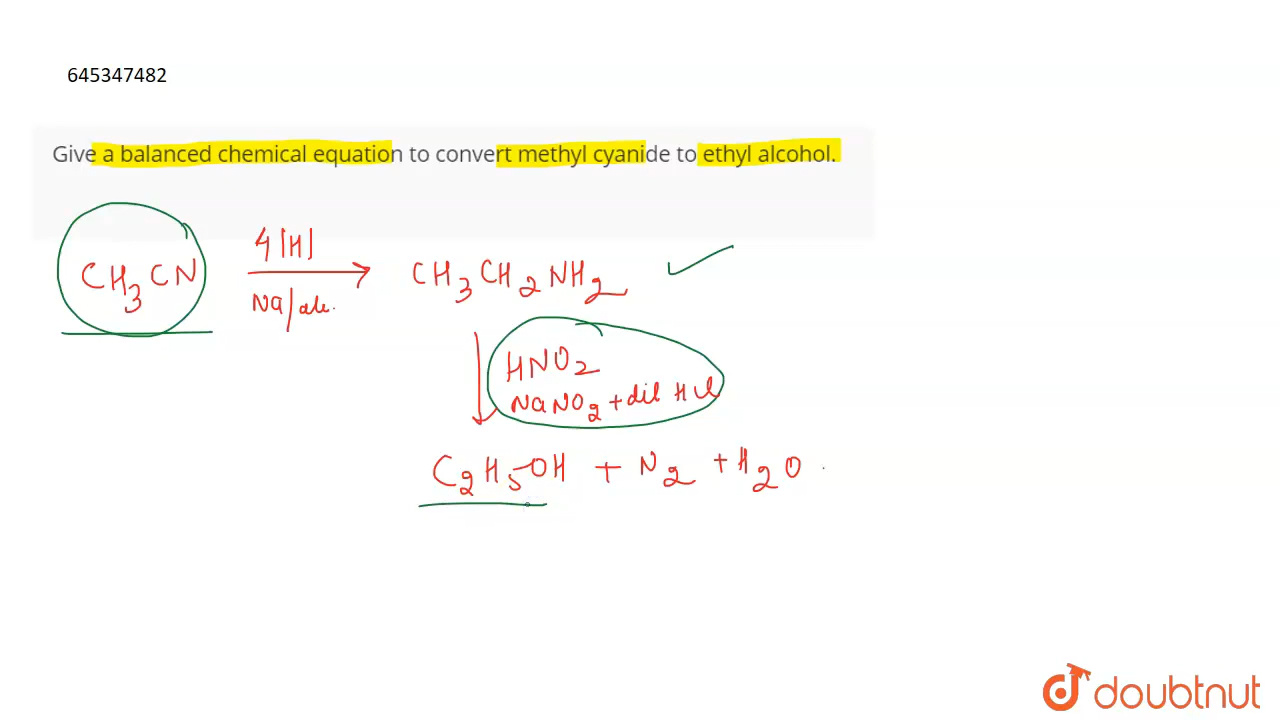 645347482
Give a balanced chemical equation to convert methyl cyanide to ethyl alcohol.
4[H]
CH3CN → CH3CH2NH2 ✓
Na/alc.
HNO2
NaNO2 + dil HCl
C2H5OH + N2 + H2O
doubtnut